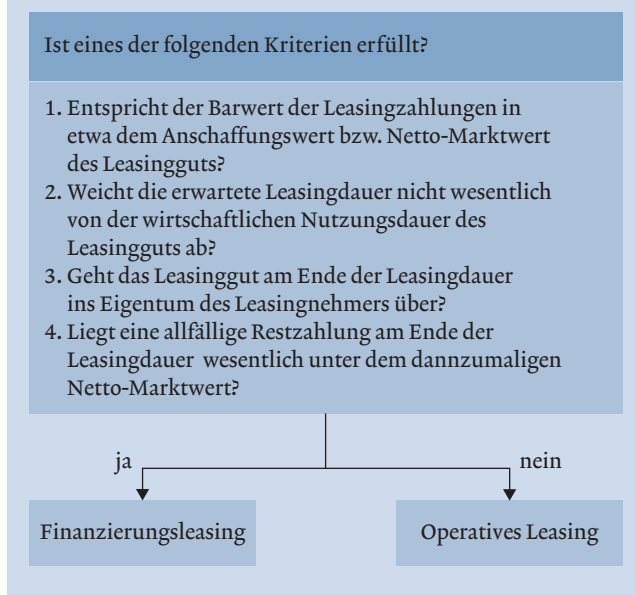 Ist eines der folgenden Kriterien erfüllt?
1. Entspricht der Barwert der Leasingzahlungen in
etwa dem Anschaffungswert bzw. Netto-Marktwert
des Leasingguts?
2. Weicht die erwartete Leasingdauer nicht wesentlich
von der wirtschaftlichen Nutzungsdauer des
Leasingguts ab?
3. Geht das Leasinggut am Ende der Leasingdauer
ins Eigentum des Leasingnehmers über?
4. Liegt eine allfällige Restzahlung am Ende der
Leasingdauer wesentlich unter dem dannzumaligen
Netto-Marktwert?
ja
nein
Finanzierungsleasing
Operatives Leasing